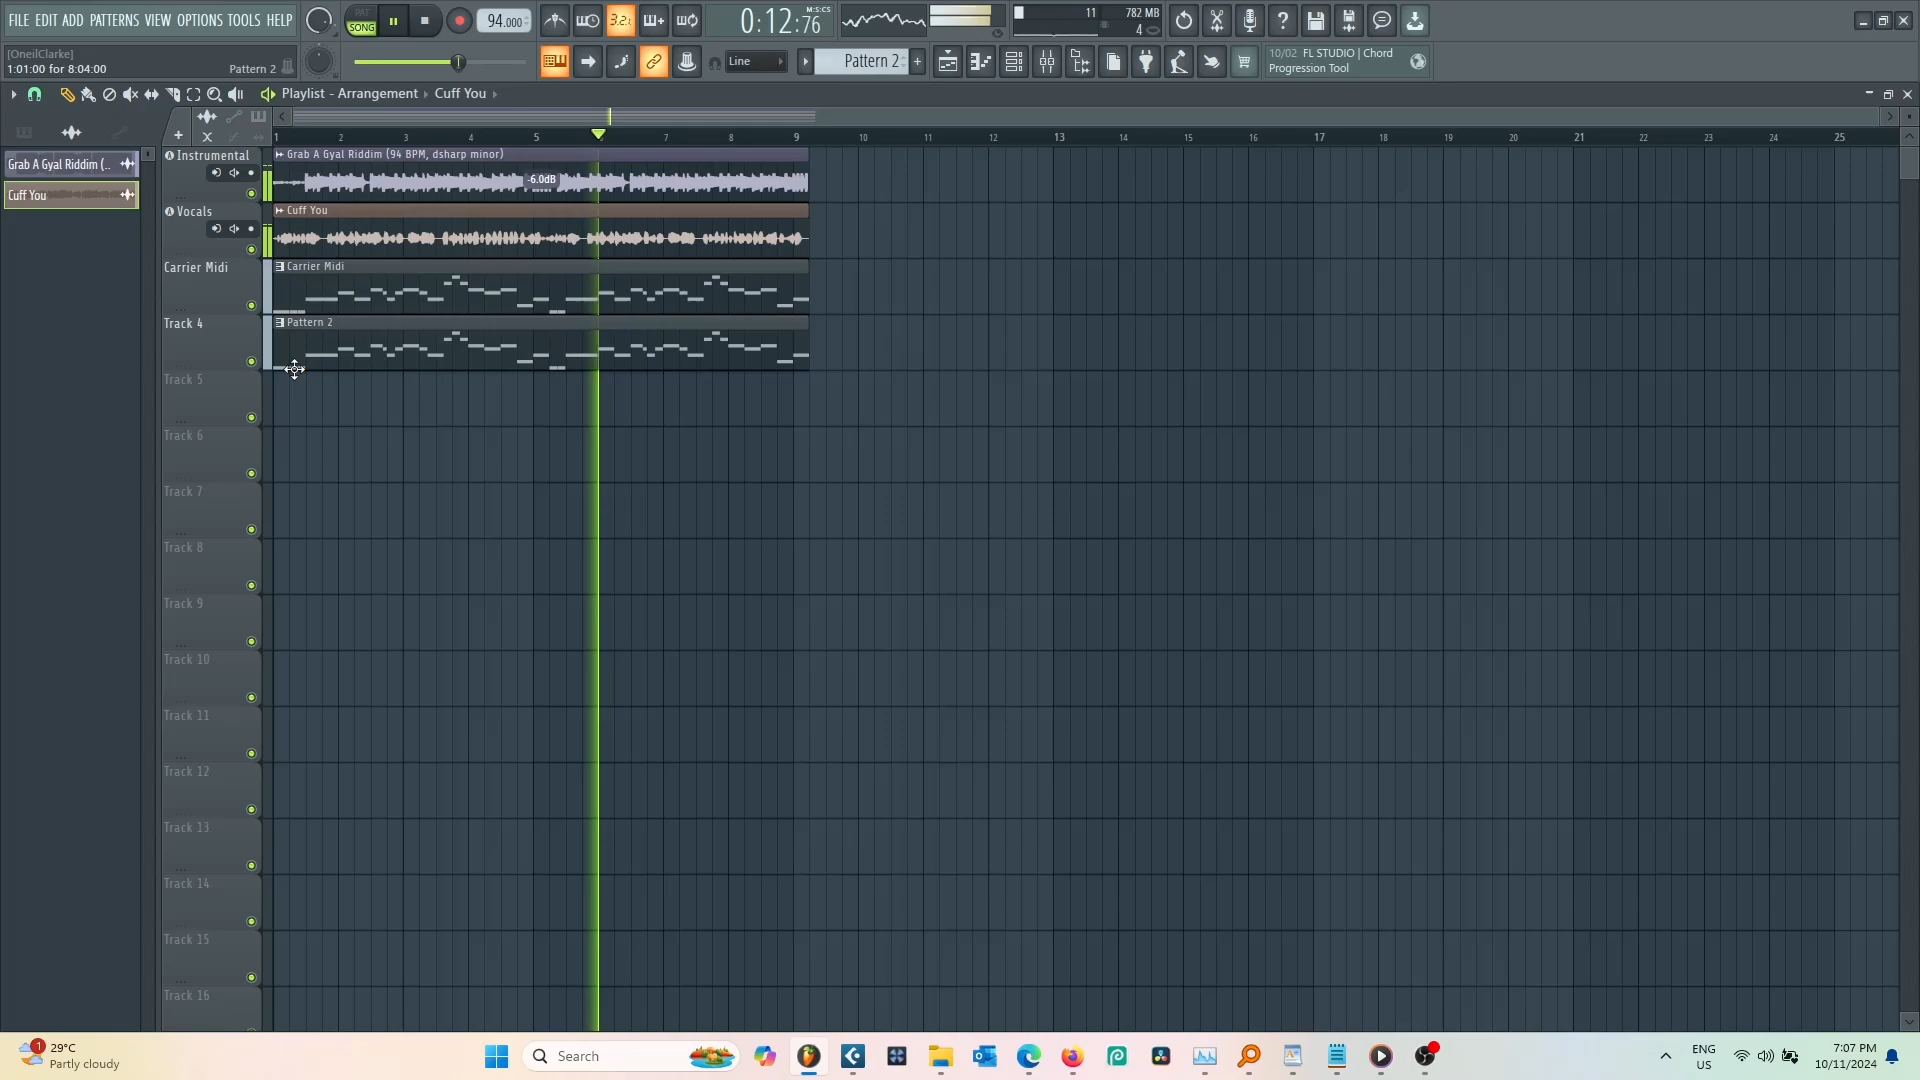 FILE EDIT ADD PATTERNS VIEW OPTIONS TOOLS HELP
PAT
SONG
94.000
3.2.
0:12:76
M:S:CS
11
782 MB
4
[OneilClarke]
1:01:00 for 8:04:00
Pattern 2
Line
Pattern 2
+
10/02 FL STUDIO | Chord
Progression Tool
Playlist - Arrangement › Cuff You ›
1 2 3 4 5 7 8 9 10 11 12 13 14 15 16 17 18 19 20 21 22 23 24 25
Grab A Gyal Riddim (..
Cuff You
Instrumental
Grab A Gyal Riddim (94 BPM, dsharp minor)
-6.0dB
Vocals
Cuff You
Carrier Midi
Carrier Midi
Track 4
Pattern 2
Track 5
Track 6
Track 7
Track 8
Track 9
Track 10
Track 11
Track 12
Track 13
Track 14
Track 15
Track 16
1
29°C
Partly cloudy
Search
ENG
US
7:07 PM
10/11/2024